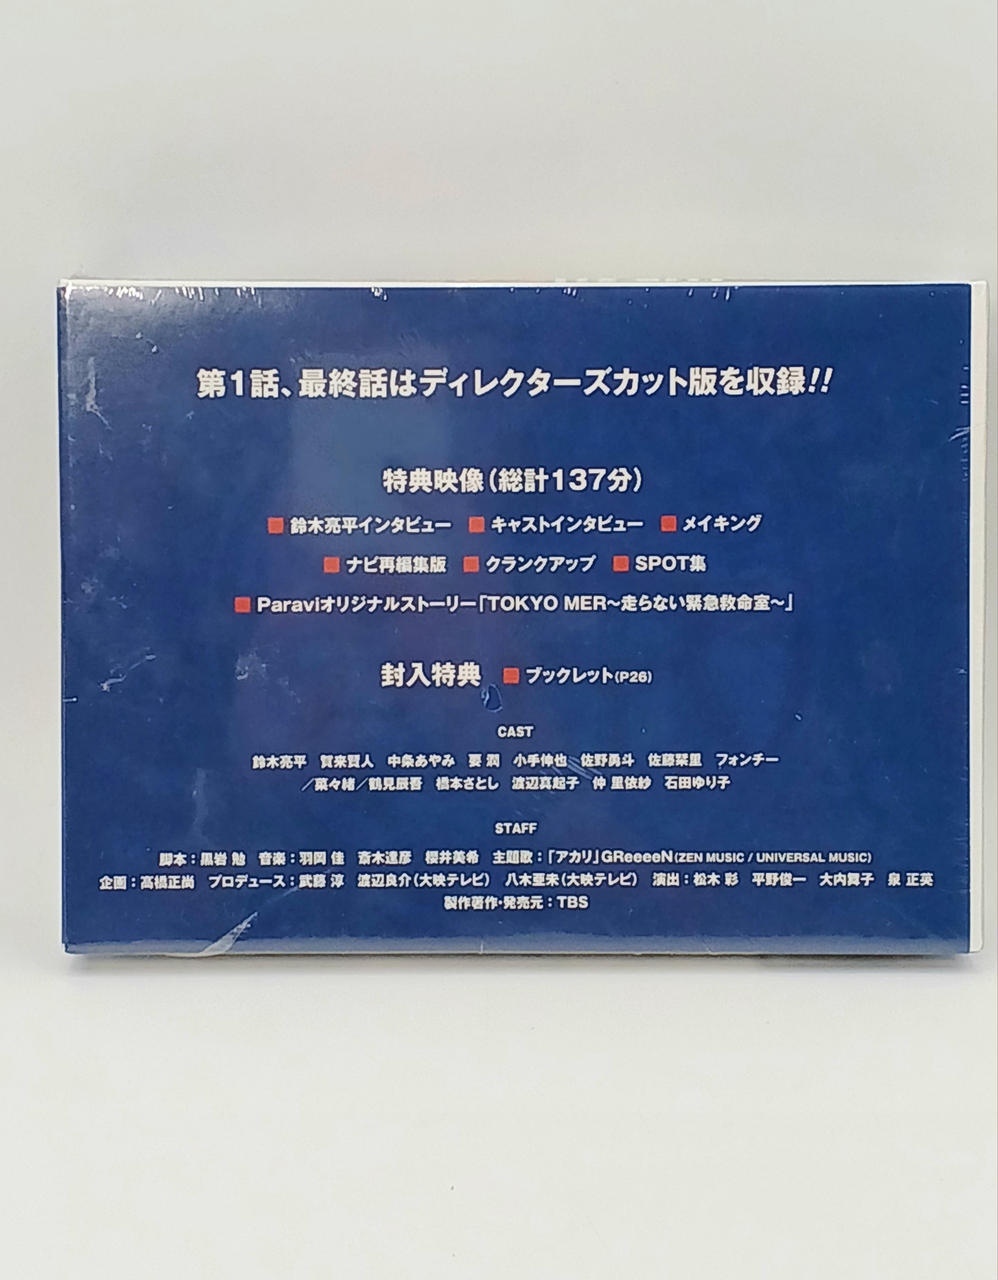 第1話、最終話はディレクターズカット版を収録!!
特典映像(総計137分)
■ 鈴木亮平インタビュー ■ キャストインタビュー ■ メイキング
■ ナビ再編集版 ■ クランクアップ ■ SPOT集
■ Paraviオリジナルストーリー「TOKYO MER～走らない緊急救命室～」
封入特典 ■ ブックレット(P26)
CAST
鈴木亮平 賀来賢人 中条あやみ 要 潤 小手伸也 佐野勇斗 佐藤栞里 フォンチー
／菜々緒／鶴見辰吾 橋本さとし 渡辺真起子 仲 里依紗 石田ゆり子
STAFF
脚本：黒岩 勉 音楽：羽岡 佳 斎木達彦 櫻井美希 主題歌：「アカリ」GReeeeN(ZEN MUSIC / UNIVERSAL MUSIC)
企画：高橋正尚 プロデュース：武藤 淳 渡辺良介(大映テレビ) 八木亜未(大映テレビ) 演出：松木 彩 平野俊一 大内舞子 泉 正英
製作著作・発売元：TBS